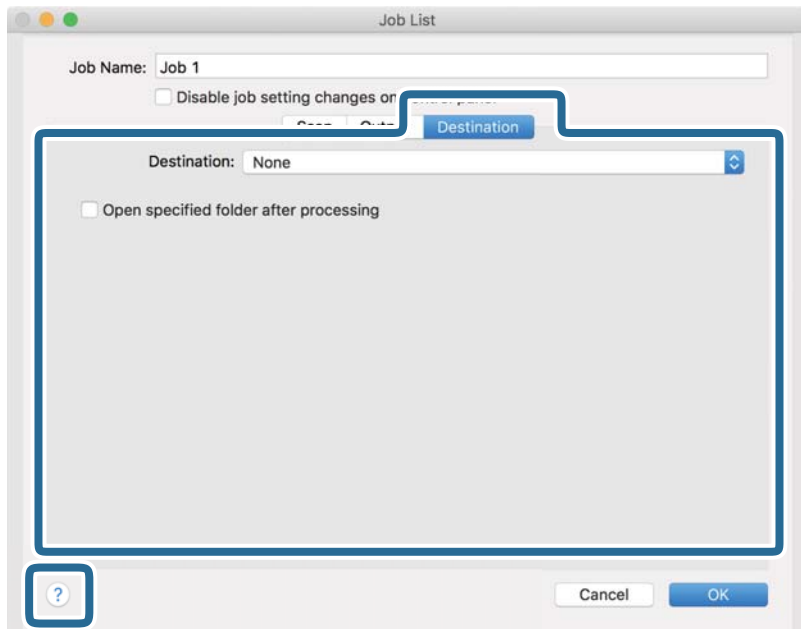 Job List
Job Name: Job 1
Disable job setting changes on
Destination
Destination: None
Open specified folder after processing
?
Cancel OK